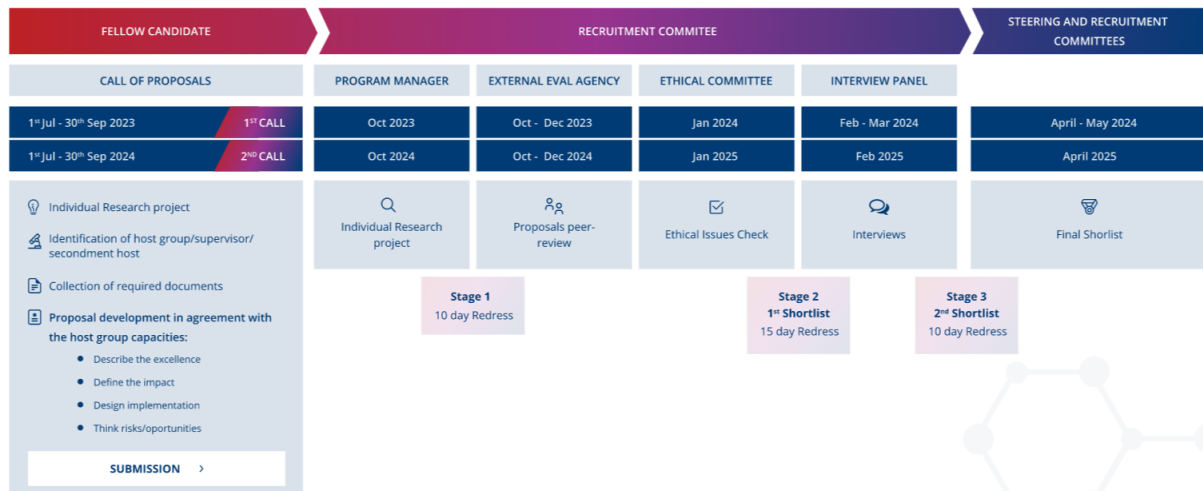 FELLOW CANDIDATE
RECRUITMENT COMMITEE
STEERING AND RECRUITMENT
COMMITTEES
CALL OF PROPOSALS
PROGRAM MANAGER
EXTERNAL EVAL AGENCY
ETHICAL COMMITTEE
INTERVIEW PANEL
1st Jul - 30th Sep 2023
1ST CALL
Oct 2023
Oct - Dec 2023
Jan 2024
Feb - Mar 2024
April - May 2024
1st Jul - 30th Sep 2024
2ND CALL
Oct 2024
Oct - Dec 2024
Jan 2025
Feb 2025
April 2025
Individual Research project
Identification of host group/supervisor/
secondment host
Collection of required documents
Proposal development in agreement with
the host group capacities:
Describe the excellence
Define the impact
Design implementation
Think risks/oportunities
SUBMISSION >
Individual Research
project
Proposals peer-
review
Ethical Issues Check
Interviews
Final Shorlist
Stage 1
10 day Redress
Stage 2
1st Shortlist
15 day Redress
Stage 3
2nd Shortlist
10 day Redress